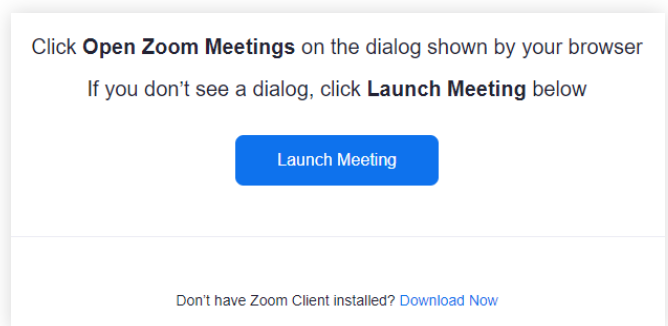 Click Open Zoom Meetings on the dialog shown by your browser
If you don’t see a dialog, click Launch Meeting below
Launch Meeting
Don’t have Zoom Client installed? Download Now